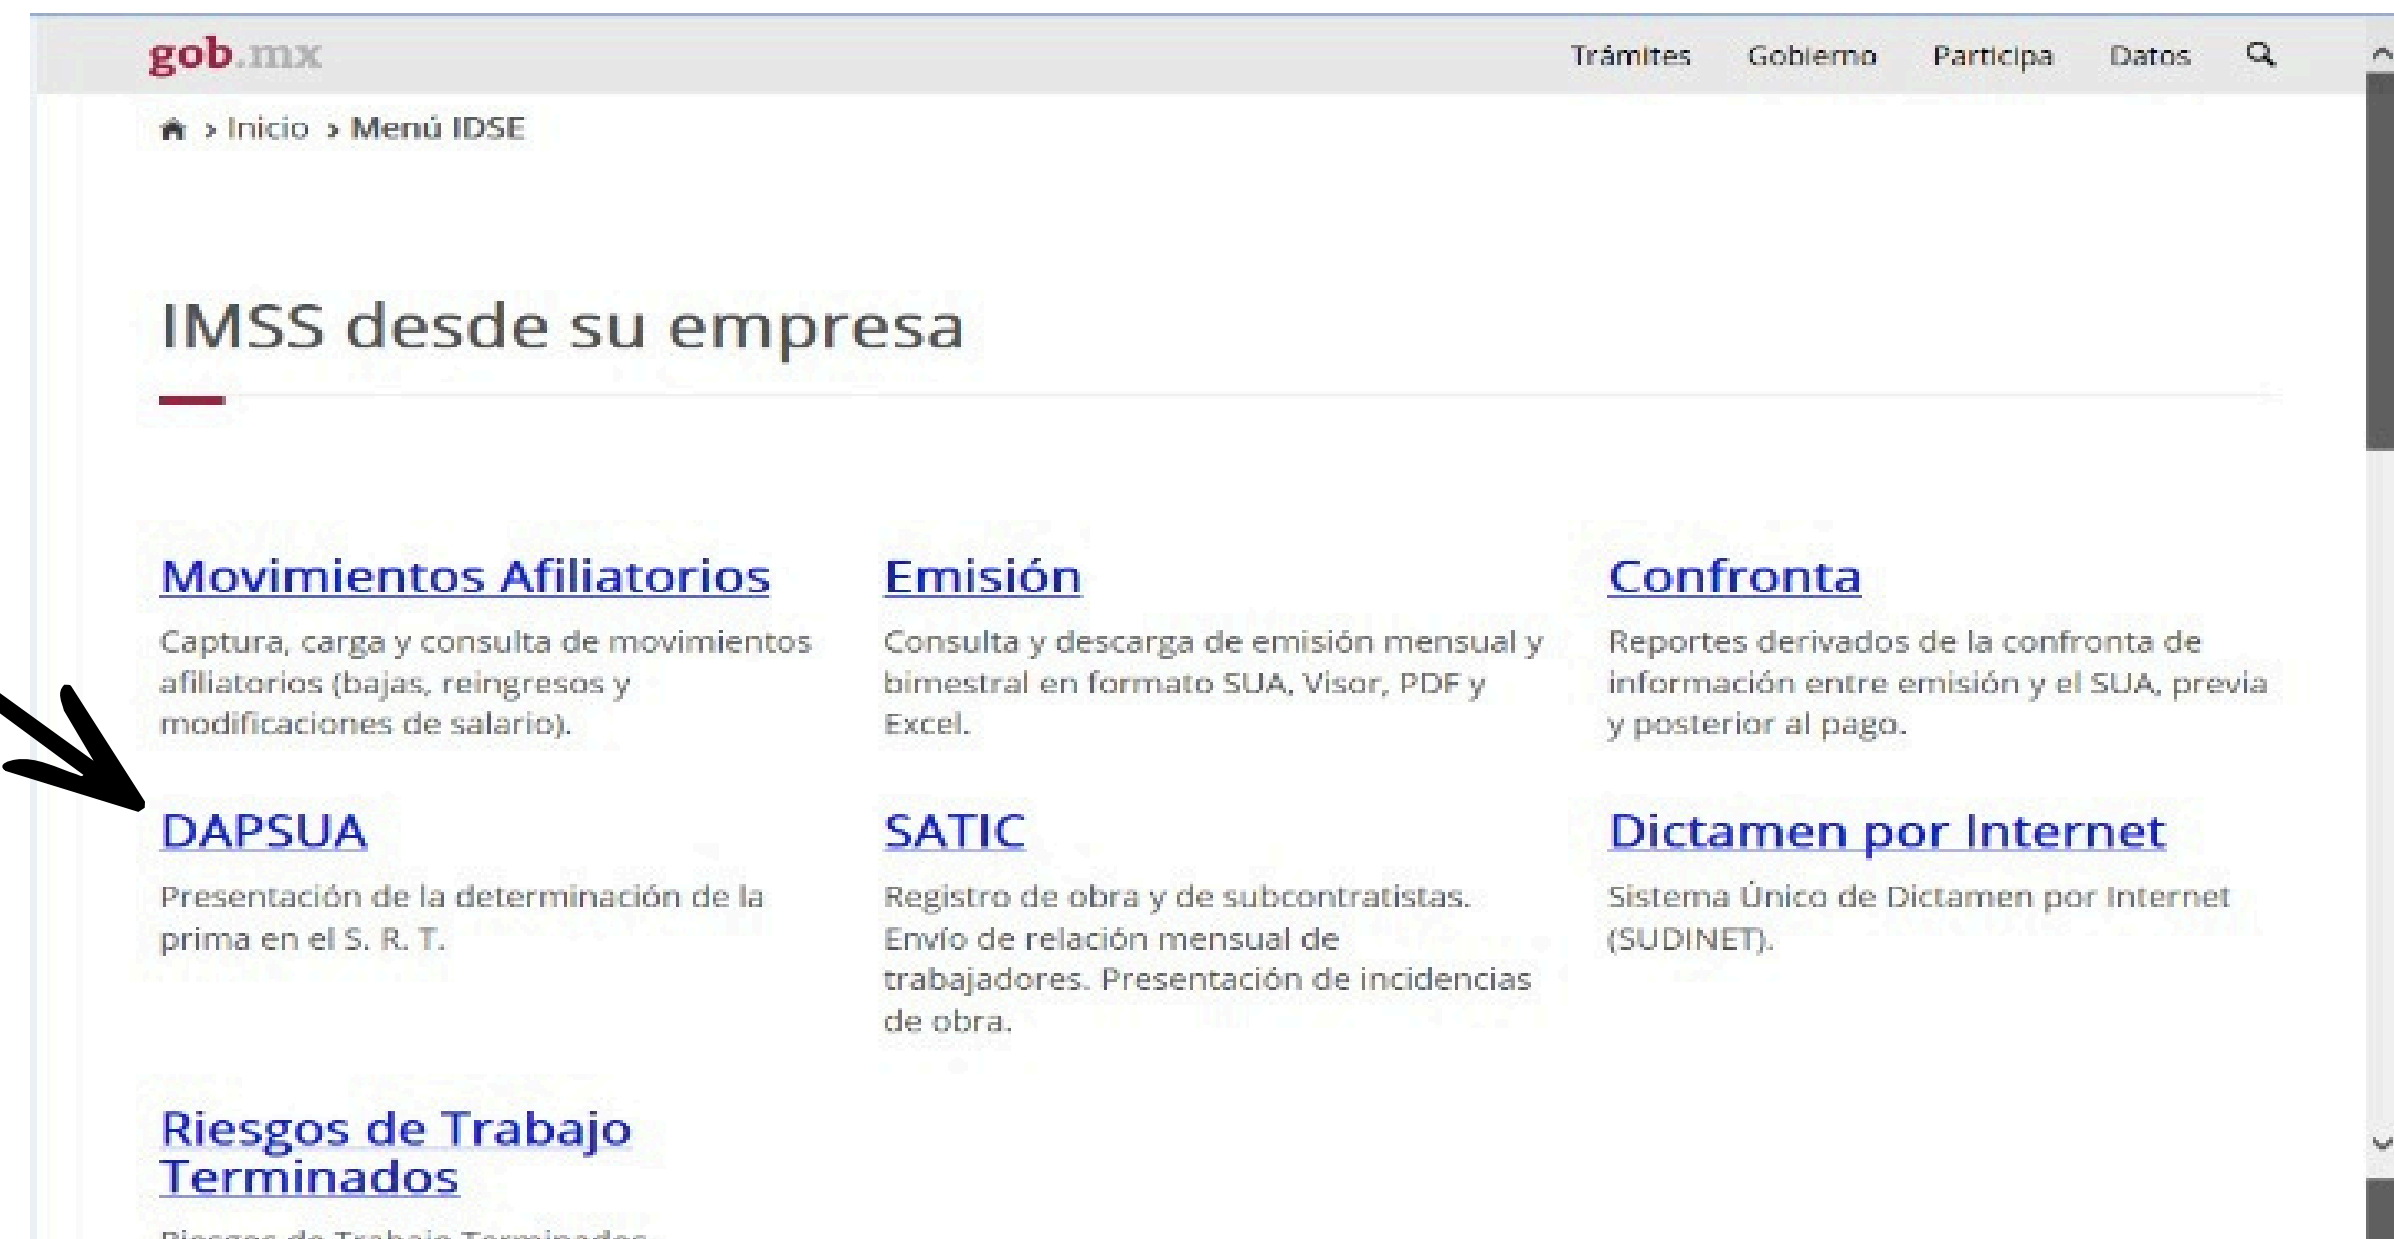 gob.mx
Trámites Gobierno Participa Datos
> Inicio > Menú IDSE
IMSS desde su empresa
Movimientos Afiliatorios
Captura, carga y consulta de movimientos
afiliatorios (bajas, reingresos y
modificaciones de salario).
Emisión
Consulta y descarga de emisión mensual y
bimestral en formato SUA, Visor, PDF y
Excel.
Confronta
Reportes derivados de la confronta de
información entre emisión y el SUA, previa
y posterior al pago.
DAPSUA
Presentación de la determinación de la
prima en el S. R. T.
SATIC
Registro de obra y de subcontratistas.
Envío de relación mensual de
trabajadores. Presentación de incidencias
de obra.
Dictamen por Internet
Sistema Único de Dictamen por Internet
(SUDINET).
Riesgos de Trabajo
Terminados
Riesgos de Trabajo Terminados